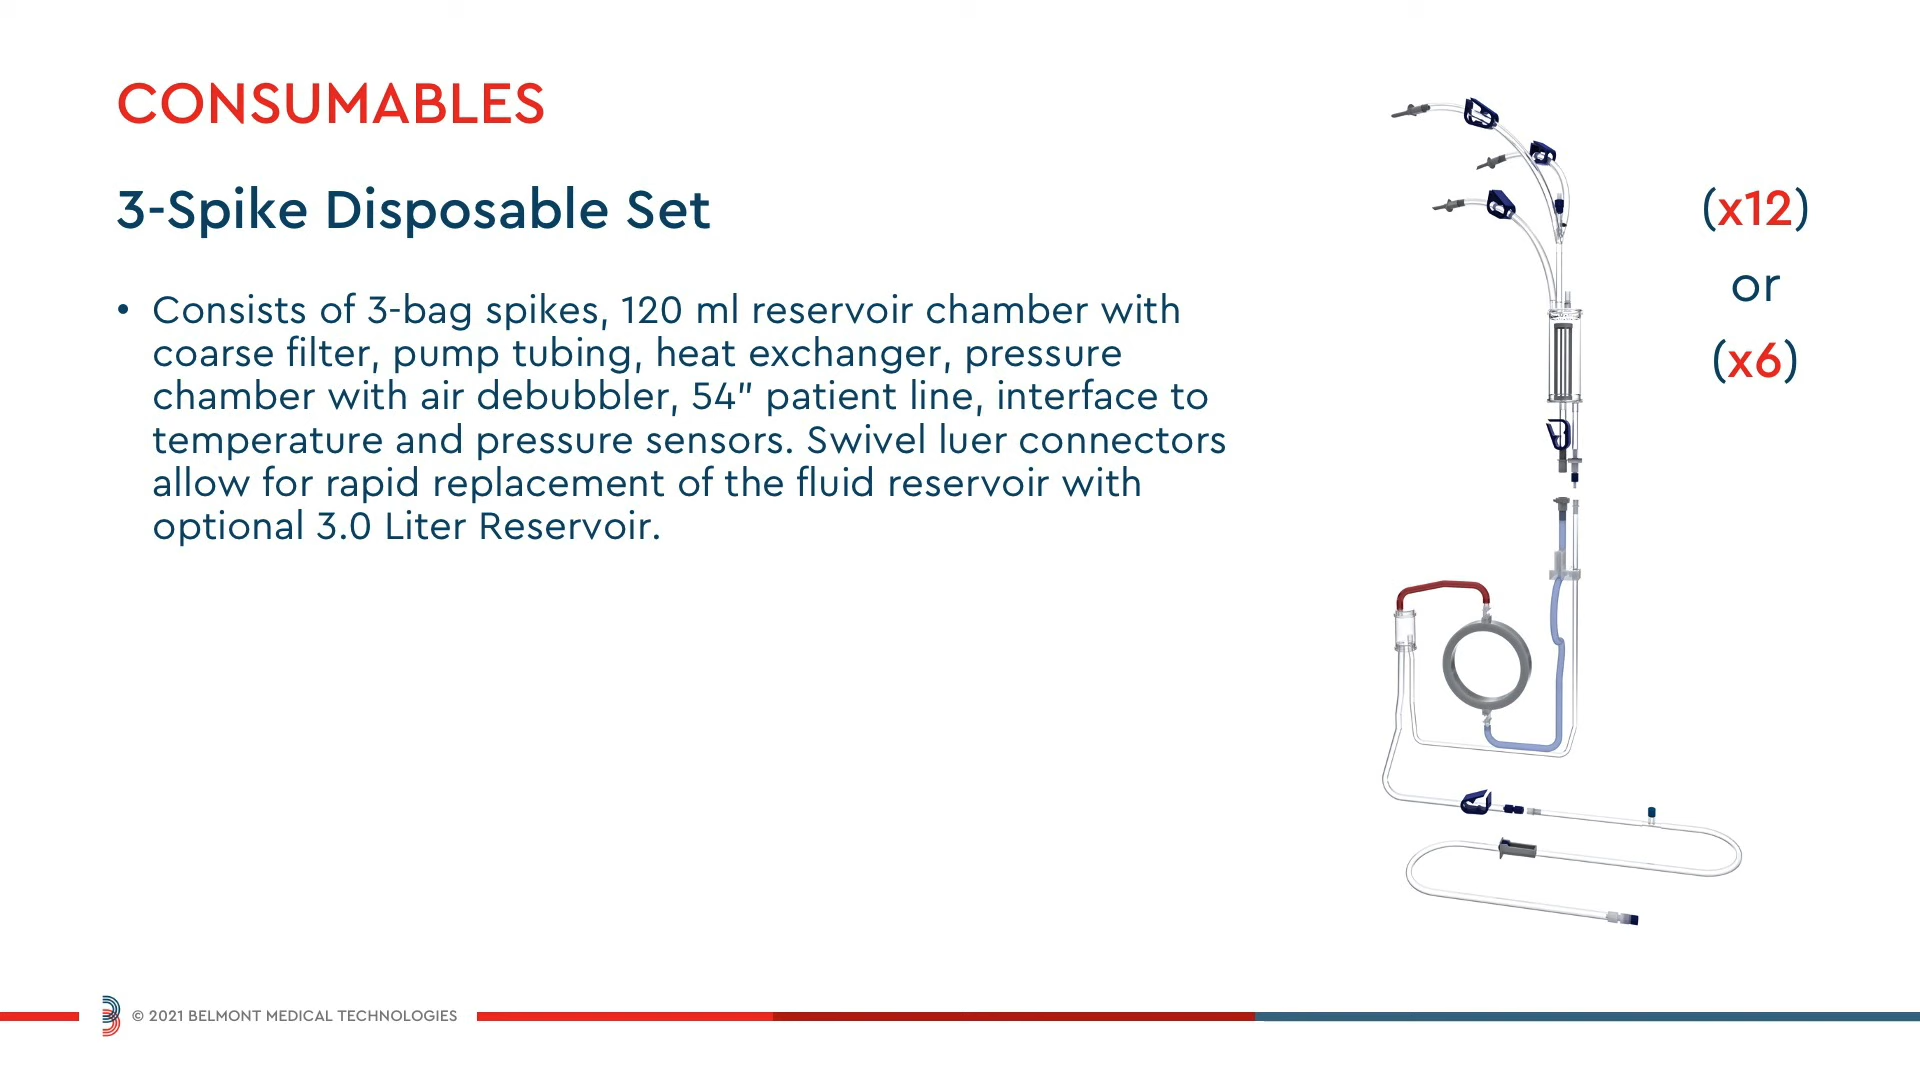 CONSUMABLES
3-Spike Disposable Set
• Consists of 3-bag spikes, 120 ml reservoir chamber with
coarse filter, pump tubing, heat exchanger, pressure
chamber with air debubbler, 54” patient line, interface to
temperature and pressure sensors. Swivel luer connectors
allow for rapid replacement of the fluid reservoir with
optional 3.0 Liter Reservoir.
(x12)
or
(x6)
© 2021 BELMONT MEDICAL TECHNOLOGIES